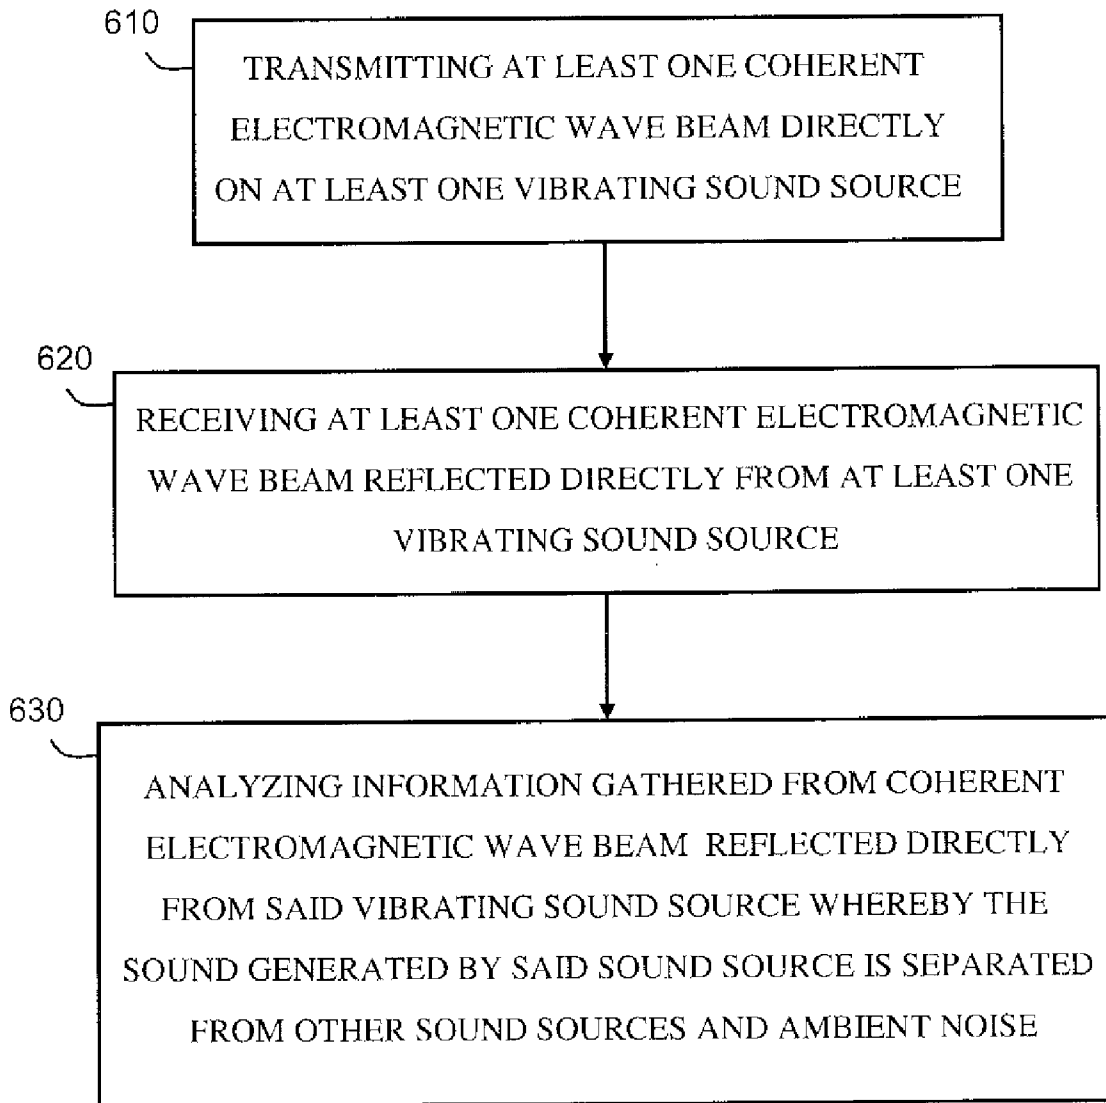 610
TRANSMITTING AT LEAST ONE COHERENT
ELECTROMAGNETIC WAVE BEAM DIRECTLY
ON AT LEAST ONE VIBRATING SOUND SOURCE
620
RECEIVING AT LEAST ONE COHERENT ELECTROMAGNETIC
WAVE BEAM REFLECTED DIRECTLY FROM AT LEAST ONE
VIBRATING SOUND SOURCE
630
ANALYZING INFORMATION GATHERED FROM COHERENT
ELECTROMAGNETIC WAVE BEAM REFLECTED DIRECTLY
FROM SAID VIBRATING SOUND SOURCE WHEREBY THE
SOUND GENERATED BY SAID SOUND SOURCE IS SEPARATED
FROM OTHER SOUND SOURCES AND AMBIENT NOISE